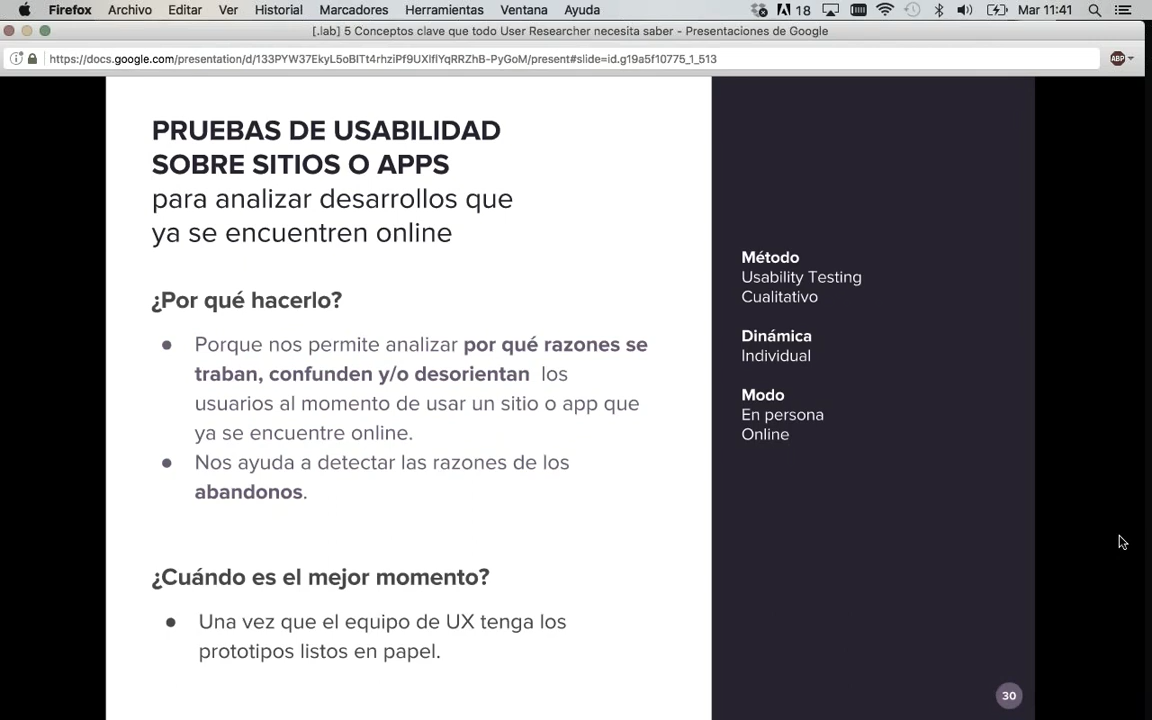 Firefox Archivo Editar Ver Historial Marcadores Herramientas Ventana Ayuda 18 Mar 11:41
[.lab] 5 Conceptos clave que todo User Researcher necesita saber - Presentaciones de Google
https://docs.google.com/presentation/d/133PYW37EkyL5oBITt4rhziPf9UXlflYqRRZhB-PyGoM/present#slide=id.g19a5f10775_1_513
ABP
PRUEBAS DE USABILIDAD
SOBRE SITIOS O APPS
para analizar desarrollos que
ya se encuentren online
¿Por qué hacerlo?
● Porque nos permite analizar por qué razones se
traban, confunden y/o desorientan los
usuarios al momento de usar un sitio o app que
ya se encuentre online.
● Nos ayuda a detectar las razones de los
abandonos.
¿Cuándo es el mejor momento?
● Una vez que el equipo de UX tenga los
prototipos listos en papel.
Método
Usability Testing
Cualitativo
Dinámica
Individual
Modo
En persona
Online
30